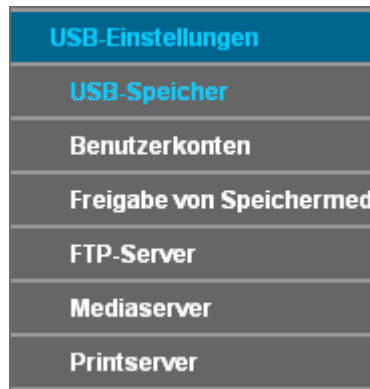 USB-Einstellungen
USB-Speicher
Benutzerkonten
Freigabe von Speichermed
FTP-Server
Mediaserver
Printserver